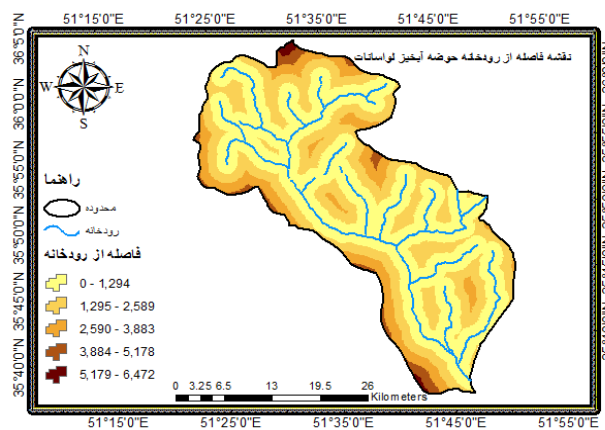 51°15'0"E 51°25'0"E 51°35'0"E 51°45'0"E 51°55'0"E
نقشه فاصله از رودخانه حوضه آبخیز لواسانات
N
W E
S
36°5'0"N
36°0'0"N
35°55'0"N
35°50'0"N
35°45'0"N
35°40'0"N
راهنما
محدوده
رودخانه
فاصله از رودخانه
0 - 1,294
1,295 - 2,589
2,590 - 3,883
3,884 - 5,178
5,179 - 6,472
0 3.25 6.5 13 19.5 26
Kilometers
51°15'0"E 51°25'0"E 51°35'0"E 51°45'0"E 51°55'0"E